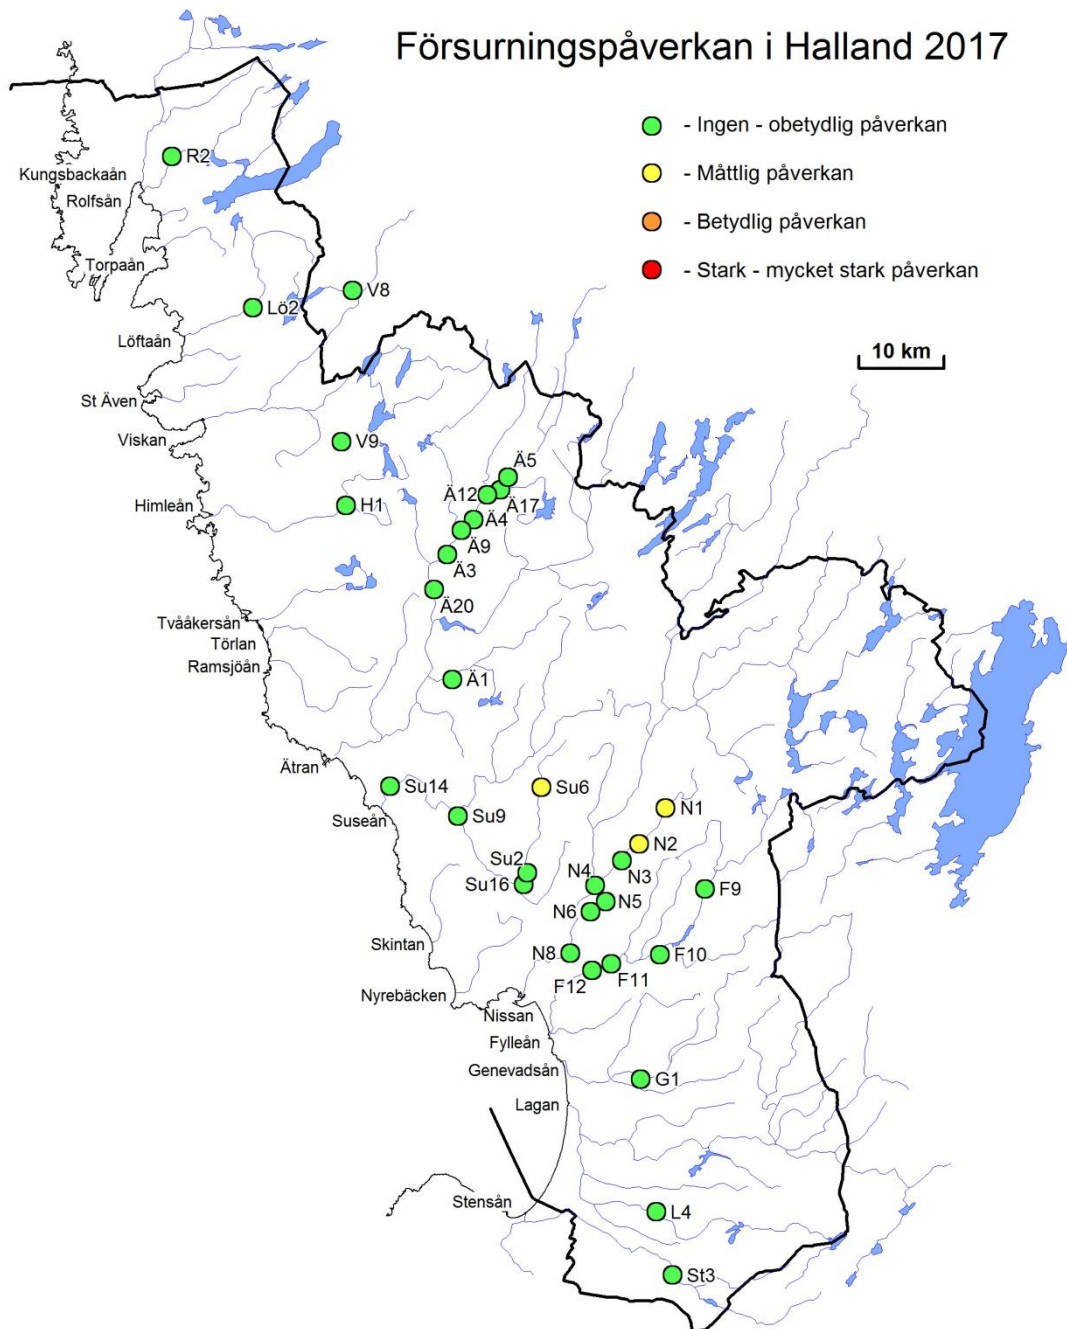 Försurningspåverkan i Halland 2017
- Ingen - obetydlig påverkan
- Måttlig påverkan
- Betydlig påverkan
- Stark - mycket stark påverkan
10 km
R2
Kungsbackaån
Rolfsån
Torpaån
V8
Lö2
Löftaån
St Även
Viskan
V9
Ä5
Ä12
Ä17
Himleån
H1
Ä4
Ä9
Ä3
Ä20
Tvååkersån
Törlan
Ramsjöån
Ä1
Ätran
Su14
Su6
Suseån
Su9
N1
N2
Su2
N3
Su16
N4
F9
N5
N6
Skintan
N8
F10
F11
F12
Nyrebäcken
Nissan
Fylleån
Genevadsån
G1
Lagan
Stensån
L4
St3